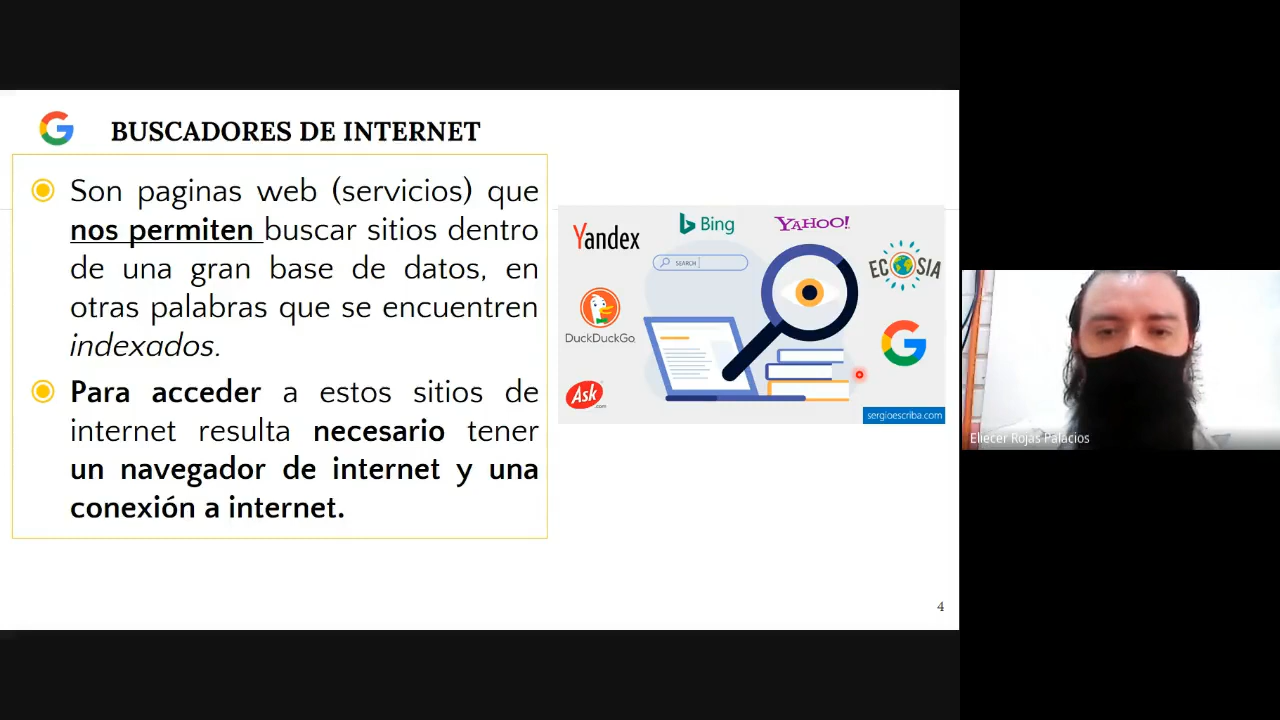 BUSCADORES DE INTERNET
Son paginas web (servicios) que
nos permiten buscar sitios dentro
de una gran base de datos, en
otras palabras que se encuentren
indexados.
Para acceder a estos sitios de
internet resulta necesario tener
un navegador de internet y una
conexión a internet.
Yandex
Bing
YAHOO!
SEARCH
ECOSIA
DuckDuckGo
Ask
.com
sergioescriba.com
4
Eliecer Rojas Palacios